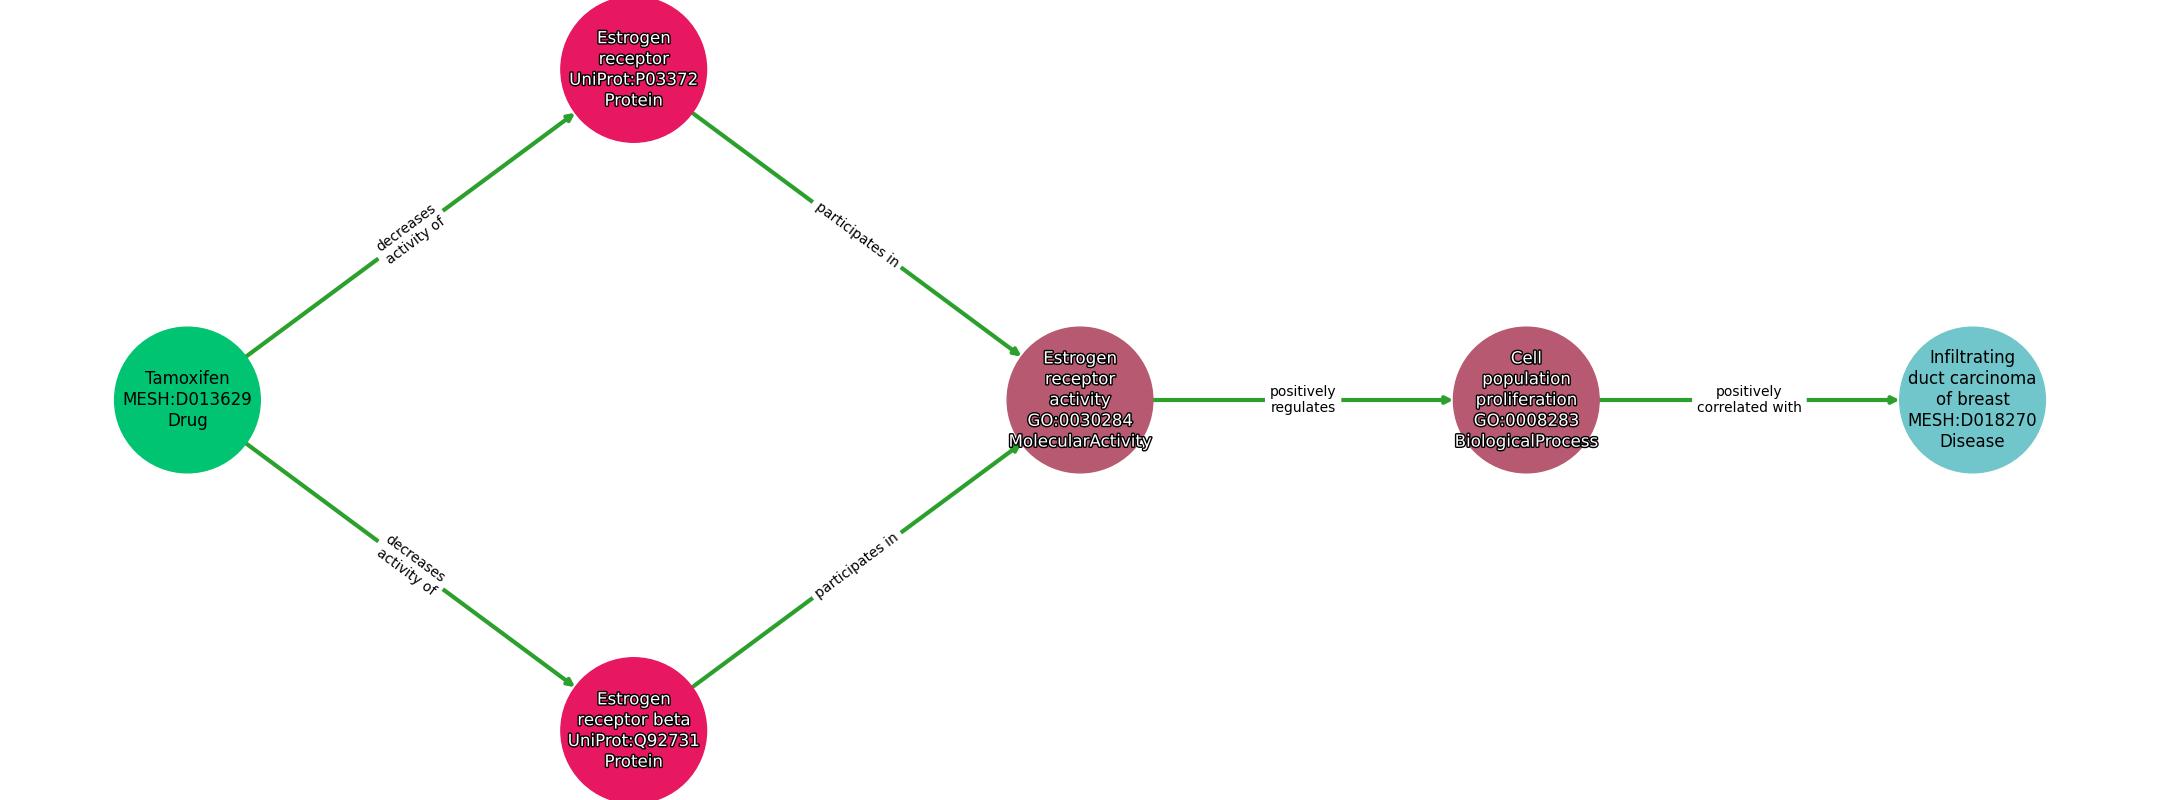 Estrogen
receptor
UniProt:P03372
Protein
decreases
activity of
participates in
Tamoxifen
MESH:D013629
Drug
Estrogen
receptor
activity
GO:0030284
MolecularActivity
positively
regulates
Cell
population
proliferation
GO:0008283
BiologicalProcess
positively
correlated with
Infiltrating
duct carcinoma
of breast
MESH:D018270
Disease
decreases
activity of
participates in
Estrogen
receptor beta
UniProt:Q92731
Protein